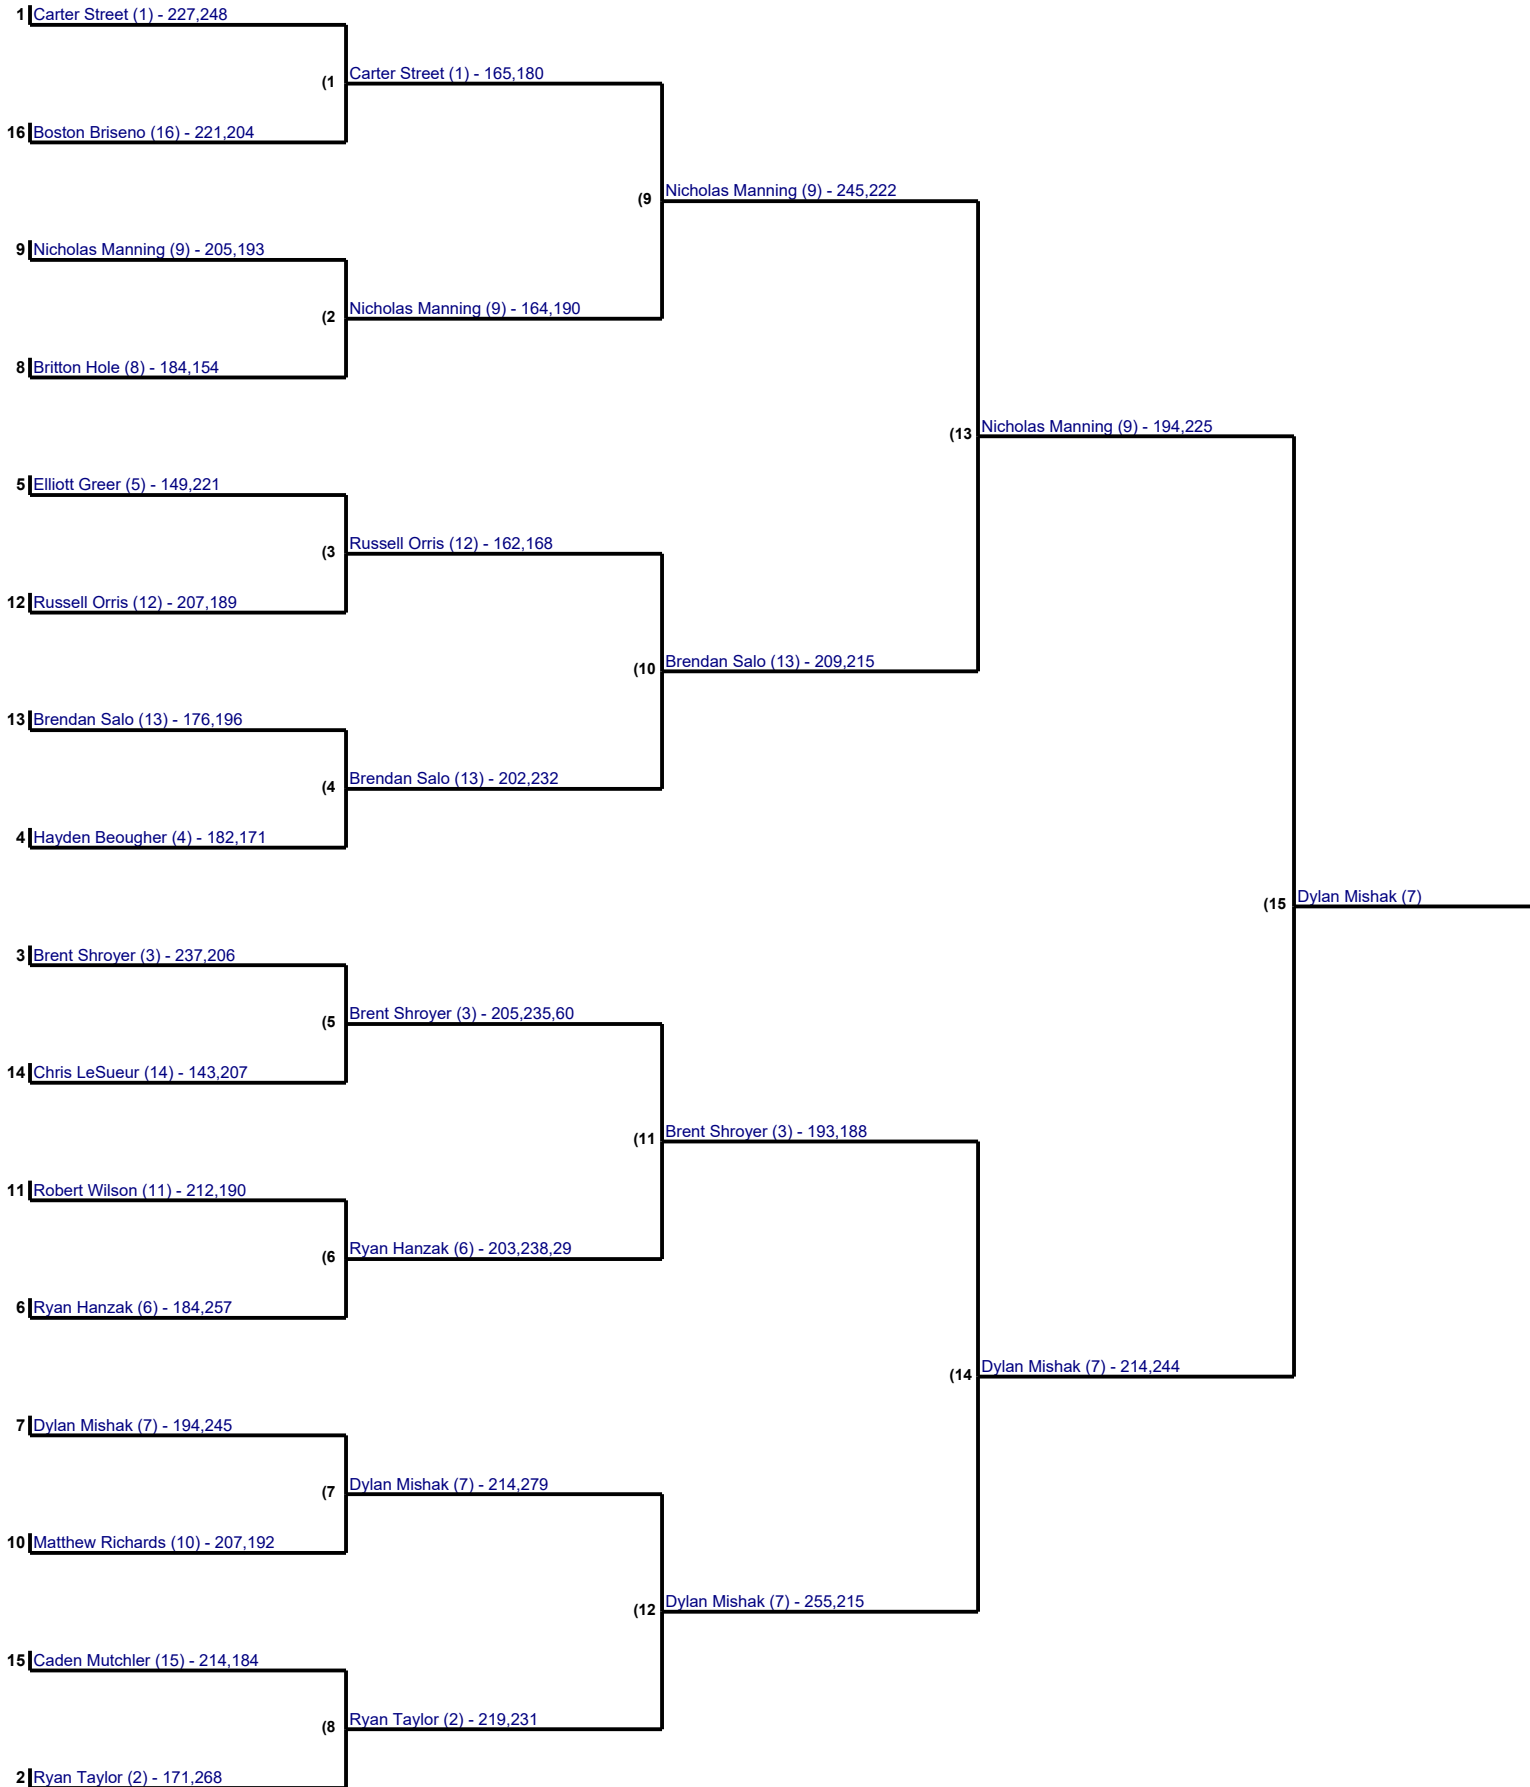 1 Carter Street (1) - 227,248
(1 Carter Street (1) - 165,180
16 Boston Briseno (16) - 221,204
(9 Nicholas Manning (9) - 245,222
9 Nicholas Manning (9) - 205,193
(2 Nicholas Manning (9) - 164,190
8 Britton Hole (8) - 184,154
(13 Nicholas Manning (9) - 194,225
5 Elliott Greer (5) - 149,221
(3 Russell Orris (12) - 162,168
12 Russell Orris (12) - 207,189
(10 Brendan Salo (13) - 209,215
13 Brendan Salo (13) - 176,196
(4 Brendan Salo (13) - 202,232
4 Hayden Beougher (4) - 182,171
(15 Dylan Mishak (7)
3 Brent Shroyer (3) - 237,206
(5 Brent Shroyer (3) - 205,235,60
14 Chris LeSueur (14) - 143,207
(11 Brent Shroyer (3) - 193,188
11 Robert Wilson (11) - 212,190
(6 Ryan Hanzak (6) - 203,238,29
6 Ryan Hanzak (6) - 184,257
(14 Dylan Mishak (7) - 214,244
7 Dylan Mishak (7) - 194,245
(7 Dylan Mishak (7) - 214,279
10 Matthew Richards (10) - 207,192
(12 Dylan Mishak (7) - 255,215
15 Caden Mutchler (15) - 214,184
(8 Ryan Taylor (2) - 219,231
2 Ryan Taylor (2) - 171,268